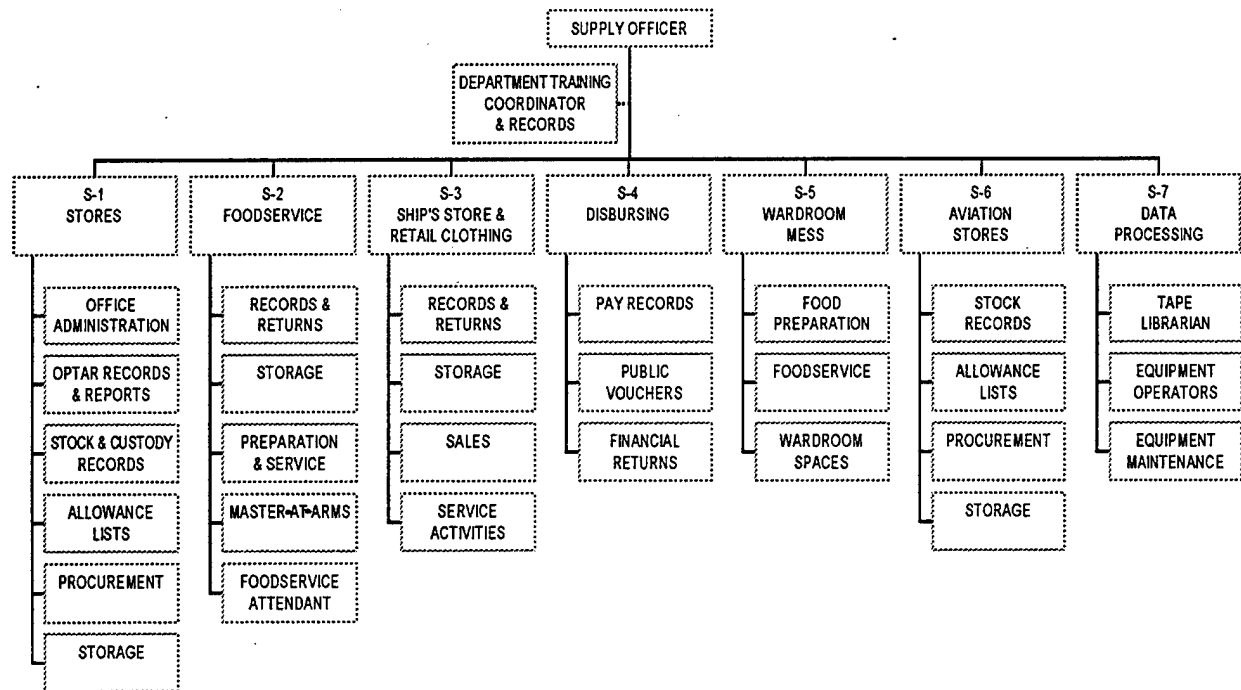 SUPPLY OFFICER
DEPARTMENT TRAINING
COORDINATOR
& RECORDS
S-1
STORES
S-2
FOODSERVICE
S-3
SHIP'S STORE &
RETAIL CLOTHING
S-4
DISBURSING
S-5
WARDROOM
MESS
S-6
AVIATION
STORES
S-7
DATA
PROCESSING
OFFICE
ADMINISTRATION
OPTAR RECORDS
& REPORTS
STOCK & CUSTODY
RECORDS
ALLOWANCE
LISTS
PROCUREMENT
STORAGE
RECORDS &
RETURNS
STORAGE
PREPARATION
& SERVICE
MASTER-AT-ARMS
FOODSERVICE
ATTENDANT
RECORDS &
RETURNS
STORAGE
SALES
SERVICE
ACTIVITIES
PAY RECORDS
PUBLIC
VOUCHERS
FINANCIAL
RETURNS
FOOD
PREPARATION
FOODSERVICE
WARDROOM
SPACES
STOCK
RECORDS
ALLOWANCE
LISTS
PROCUREMENT
STORAGE
TAPE
LIBRARIAN
EQUIPMENT
OPERATORS
EQUIPMENT
MAINTENANCE